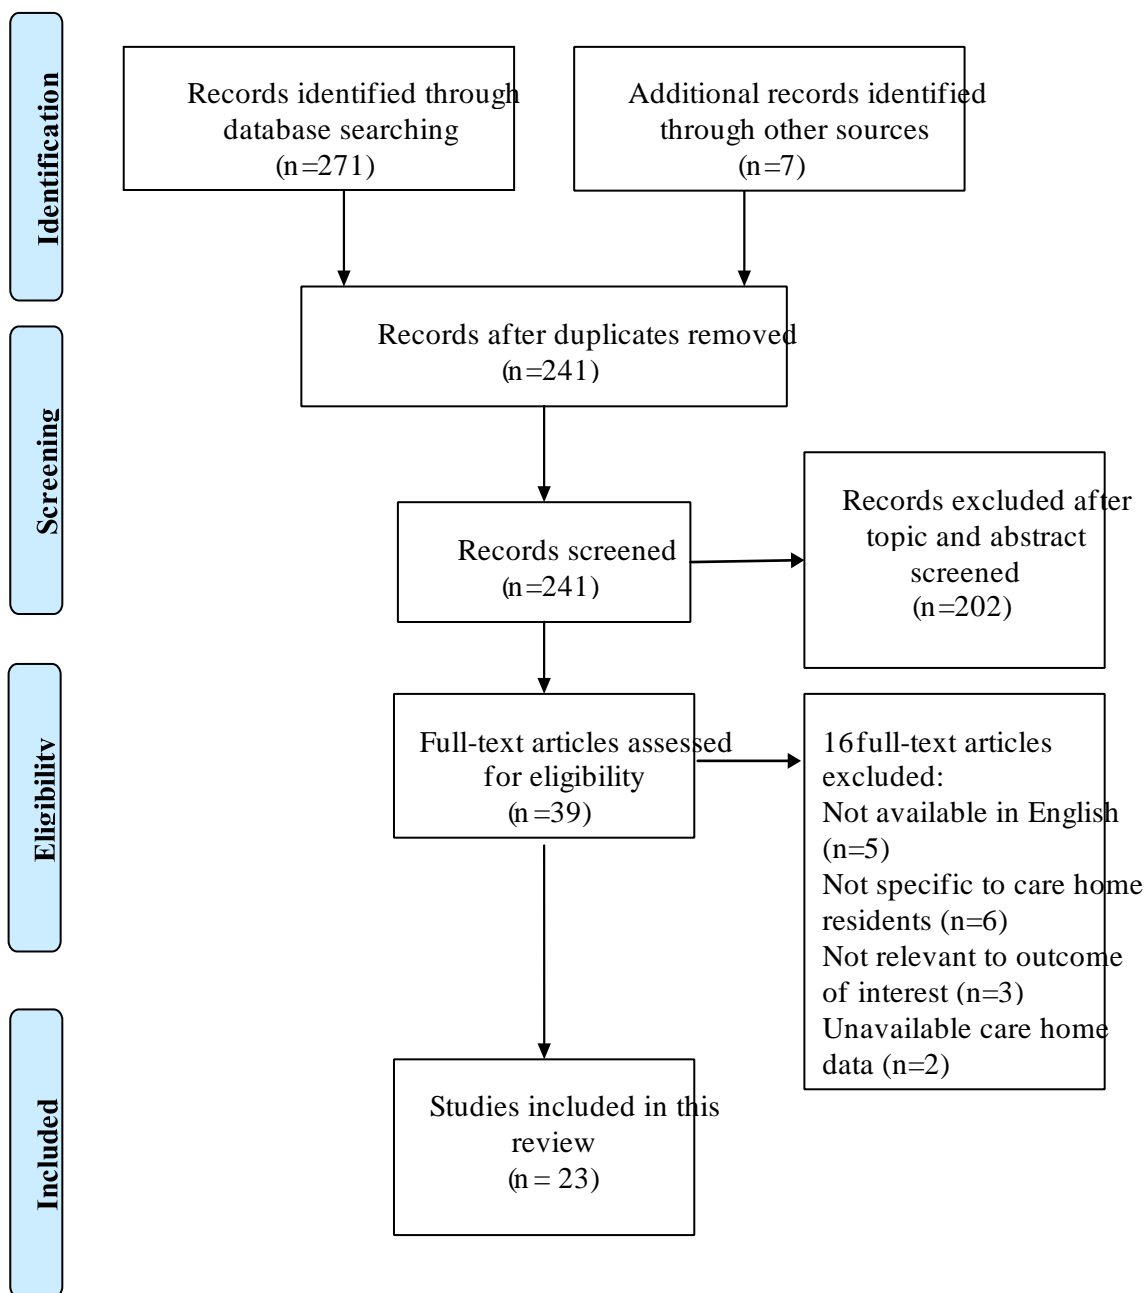 Identification
Records identified through
database searching
(n=271)
Additional records identified
through other sources
(n=7)
Records after duplicates removed
(n=241)
Screening
Records screened
(n=241)
Records excluded after
topic and abstract
screened
(n=202)
Eligibility
Full-text articles assessed
for eligibility
(n=39)
16full-text articles
excluded:
Not available in English
(n=5)
Not specific to care home
residents (n=6)
Not relevant to outcome
of interest (n=3)
Unavailable care home
data (n=2)
Included
Studies included in this
review
(n = 23)